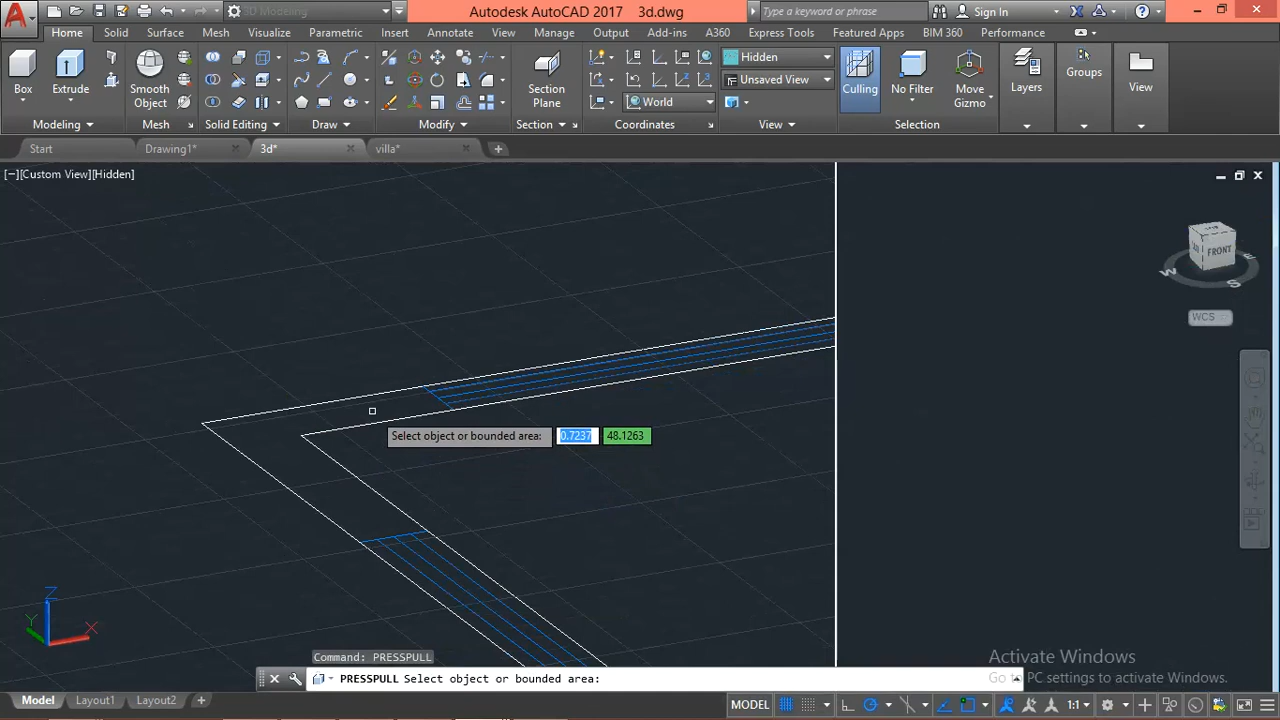 3D Modeling
Autodesk AutoCAD 2017 3d.dwg
Type a keyword or phrase
Sign In
Home Solid Surface Mesh Visualize Parametric Insert Annotate View Manage Output Add-ins A360 Express Tools Featured Apps BIM 360 Performance
Hidden
Unsaved View
World
Box
Extrude
Smooth
Object
Section
Plane
Culling
No Filter
Move
Gizmo
Layers
Groups
View
Modeling
Mesh
Solid Editing
Draw
Modify
Section
Coordinates
View
Selection
Start
Drawing1*
3d*
villa*
[−][Custom View][Hidden]
FRONT
W
E
S
WCS
Select object or bounded area: 0.7237 48.1263
Z
Y
X
Command: PRESSPULL
PRESSPULL Select object or bounded area:
Activate Windows
Go to PC settings to activate Windows.
Model Layout1 Layout2
MODEL
1:1